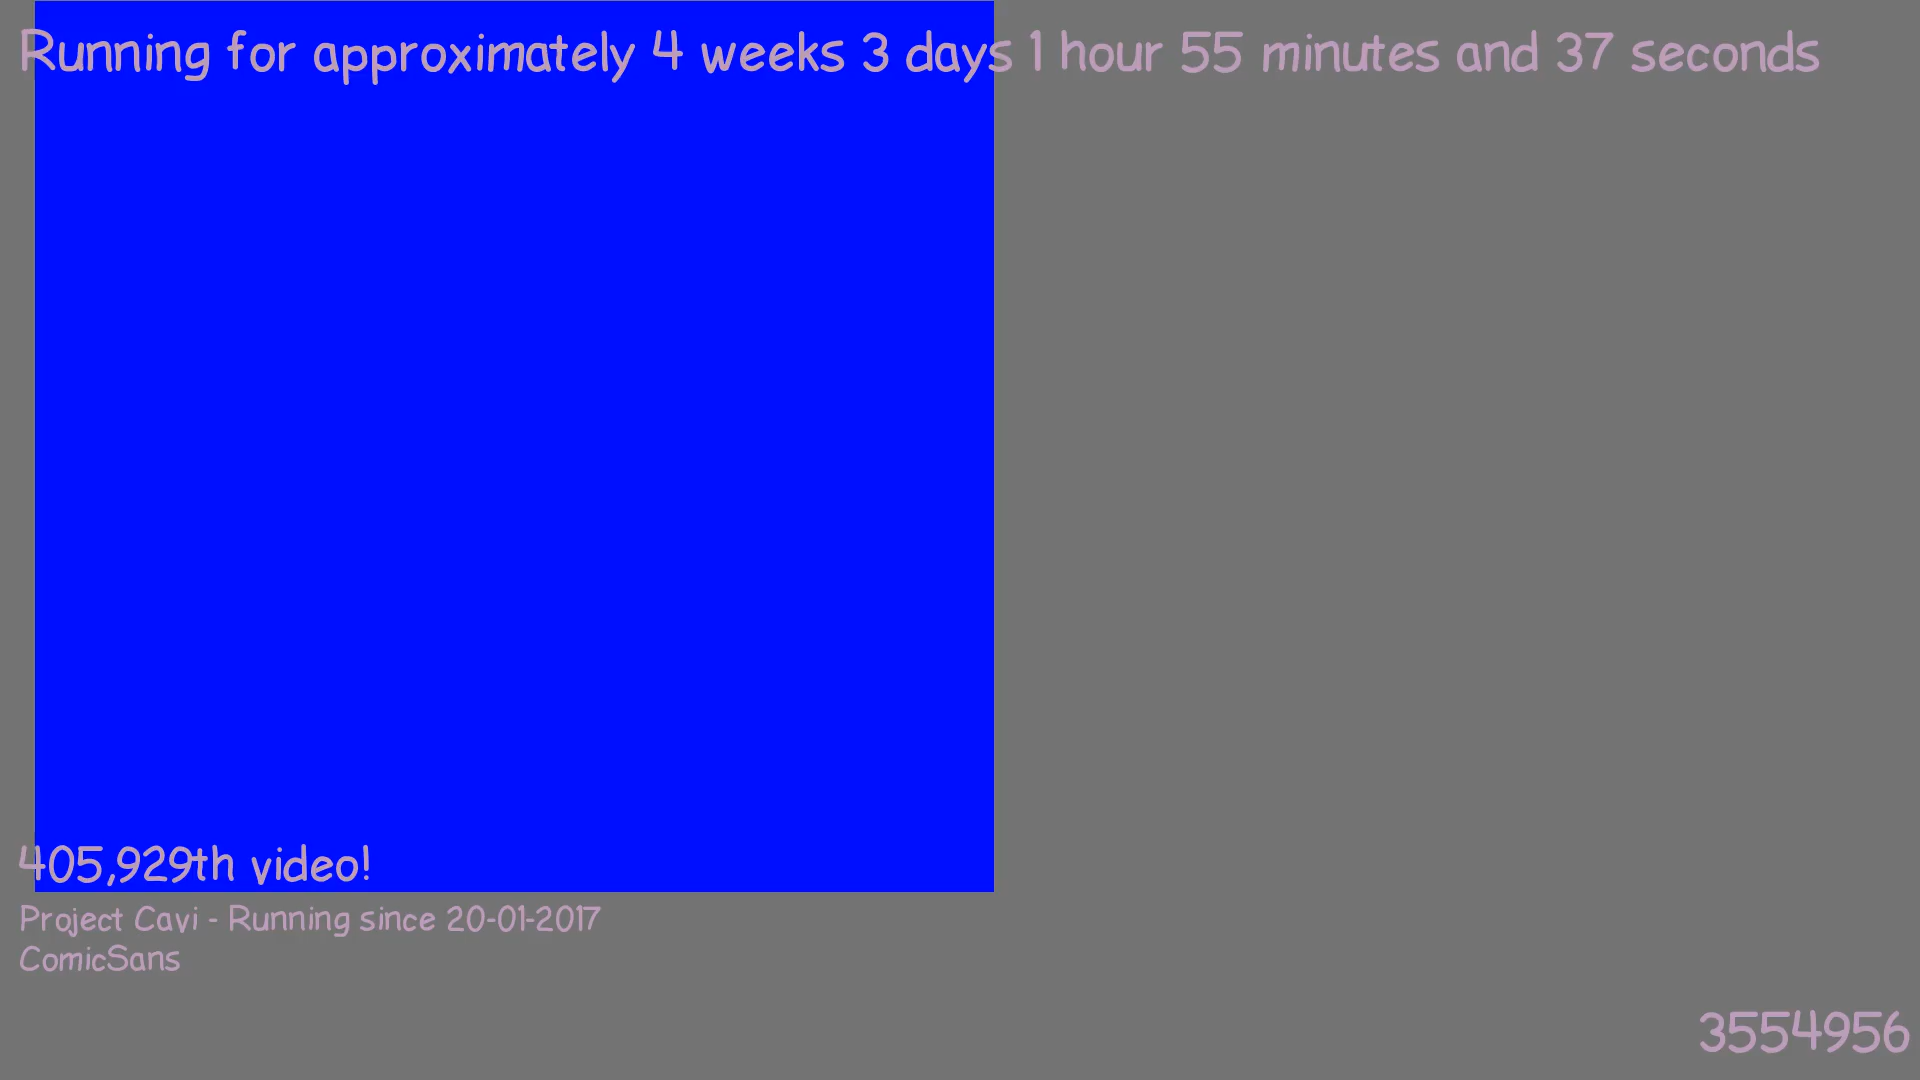 Running for approximately 4 weeks 3 days 1 hour 55 minutes and 37 seconds
405,929th video!
Project Cavi - Running since 20-01-2017
ComicSans
3554956